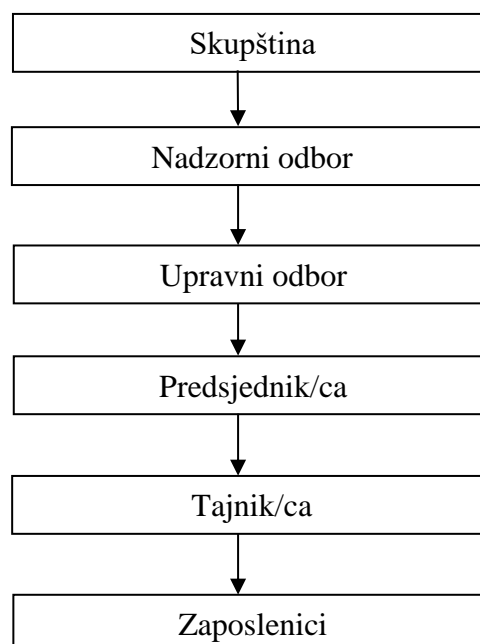 Skupština
Nadzorni odbor
Upravni odbor
Predsjednik/ca
Tajnik/ca
Zaposlenici